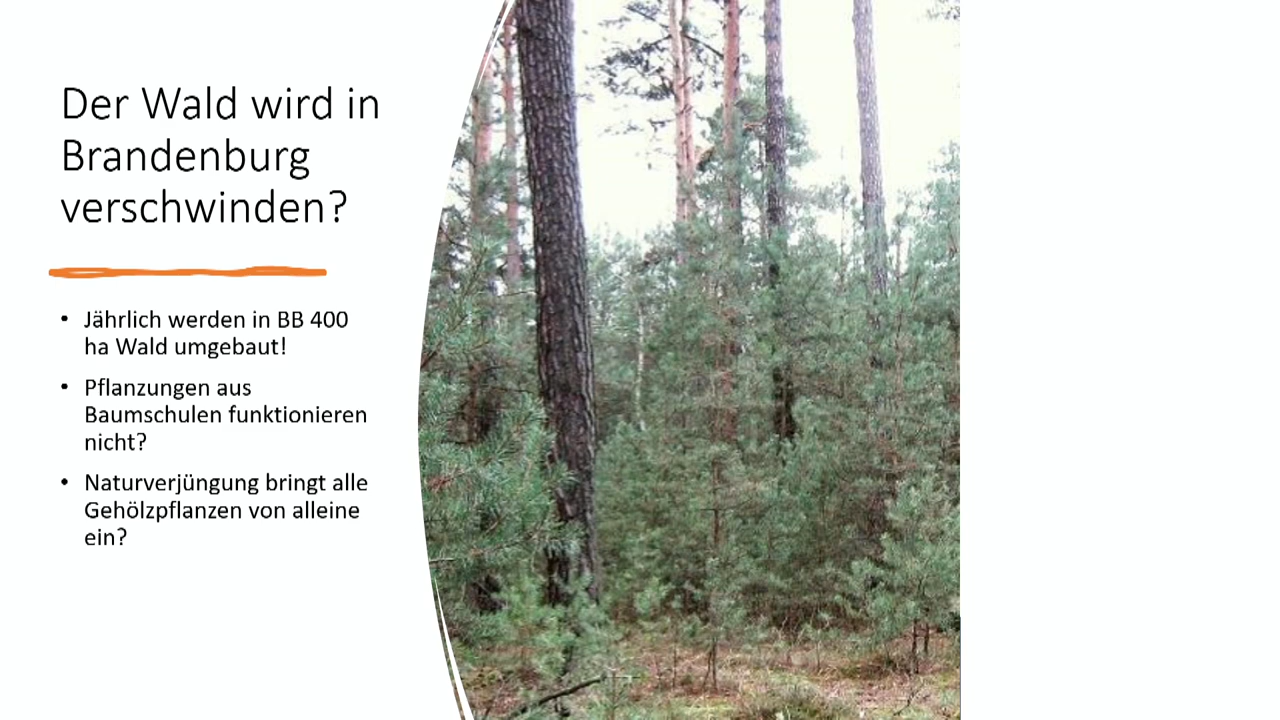 Der Wald wird in
Brandenburg
verschwinden?
• Jährlich werden in BB 400
ha Wald umgebaut!
• Pflanzungen aus
Baumschulen funktionieren
nicht?
• Naturverjüngung bringt alle
Gehölzpflanzen von alleine
ein?